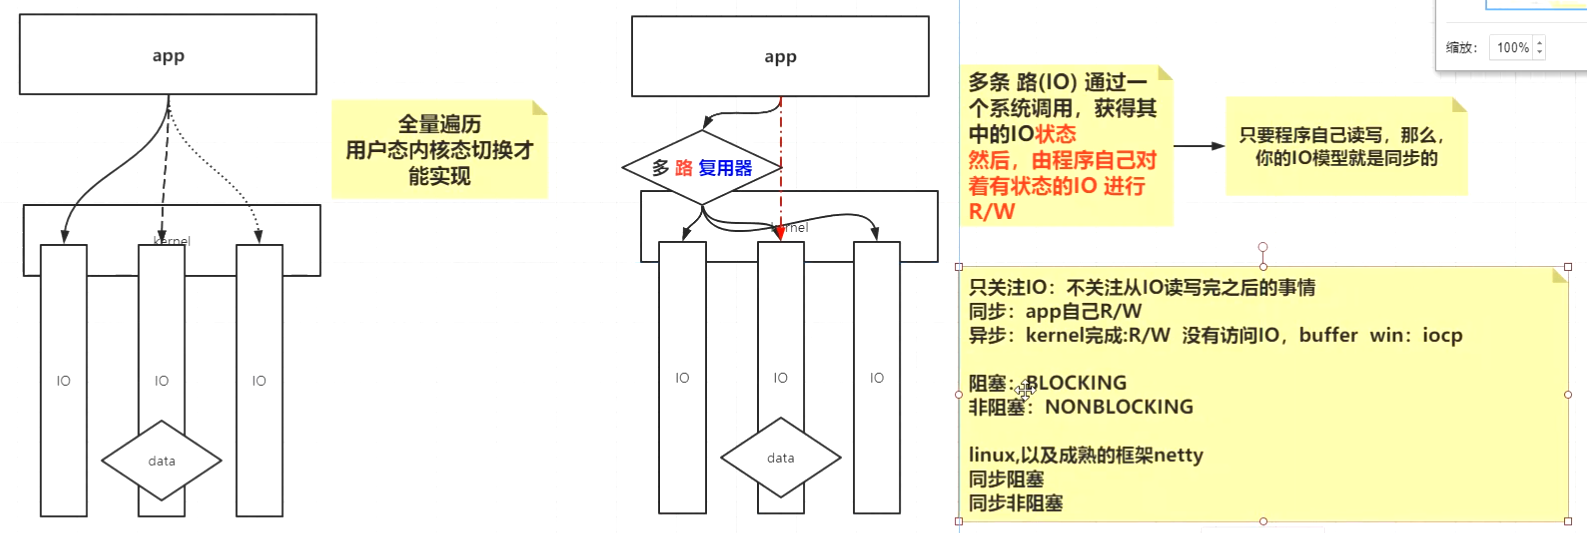 app
全量遍历
用户态内核态切换才
能实现
kernel
IO
IO
IO
data
app
多 路 复用器
kernel
IO
IO
IO
data
多条 路(IO) 通过一
个系统调用，获得其
中的IO状态
然后，由程序自己对
着有状态的IO 进行
R/W
只要程序自己读写，那么，
你的IO模型就是同步的
缩放： 100%
只关注IO：不关注从IO读写完之后的事情
同步：app自己R/W
异步：kernel完成:R/W 没有访问IO，buffer win：iocp
阻塞：BLOCKING
非阻塞：NONBLOCKING
linux,以及成熟的框架netty
同步阻塞
同步非阻塞